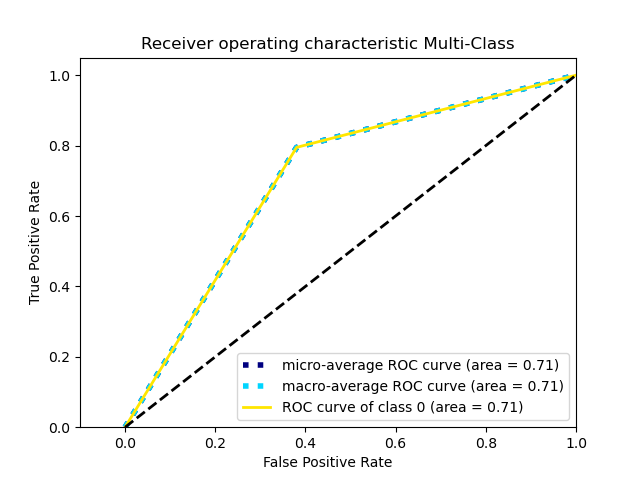 Receiver operating characteristic Multi-Class
1.0
0.8
0.6
0.4
0.2
0.0
True Positive Rate
micro-average ROC curve (area = 0.71)
macro-average ROC curve (area = 0.71)
ROC curve of class 0 (area = 0.71)
0.0 0.2 0.4 0.6 0.8 1.0
False Positive Rate